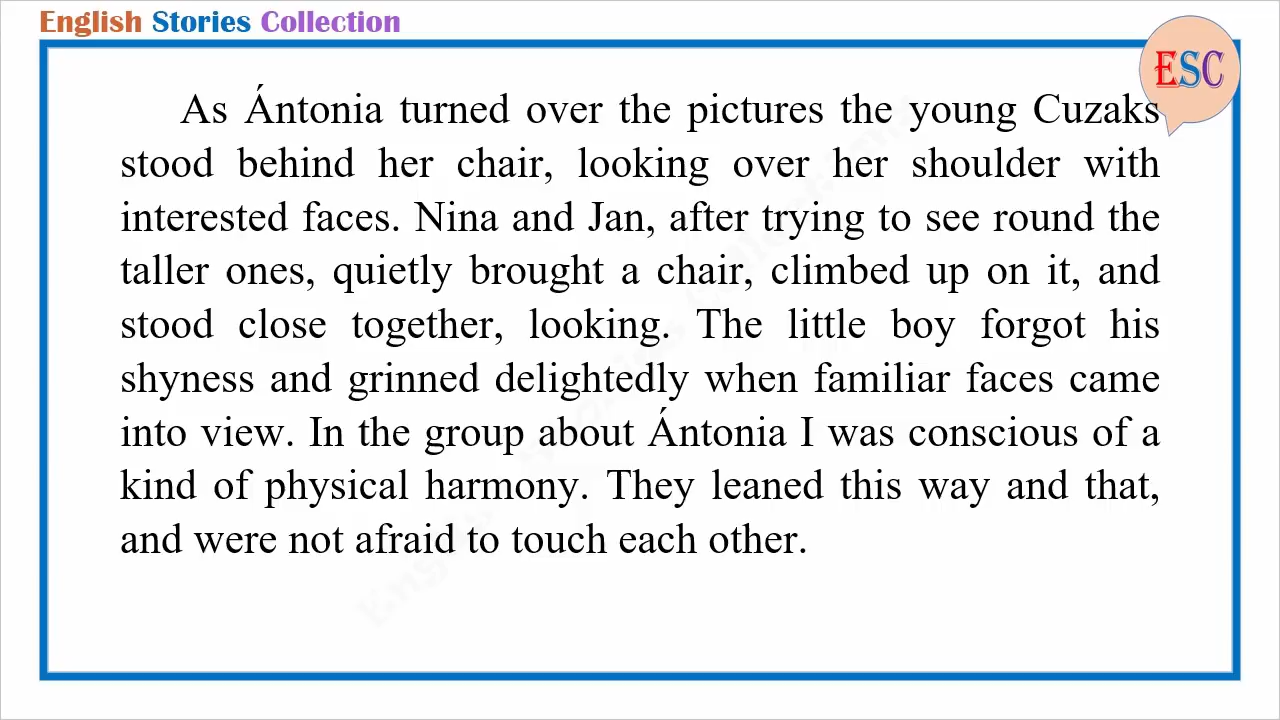 English Stories Collection
ESC
As Ántonia turned over the pictures the young Cuzaks
stood behind her chair, looking over her shoulder with
interested faces. Nina and Jan, after trying to see round the
taller ones, quietly brought a chair, climbed up on it, and
stood close together, looking. The little boy forgot his
shyness and grinned delightedly when familiar faces came
into view. In the group about Ántonia I was conscious of a
kind of physical harmony. They leaned this way and that,
and were not afraid to touch each other.